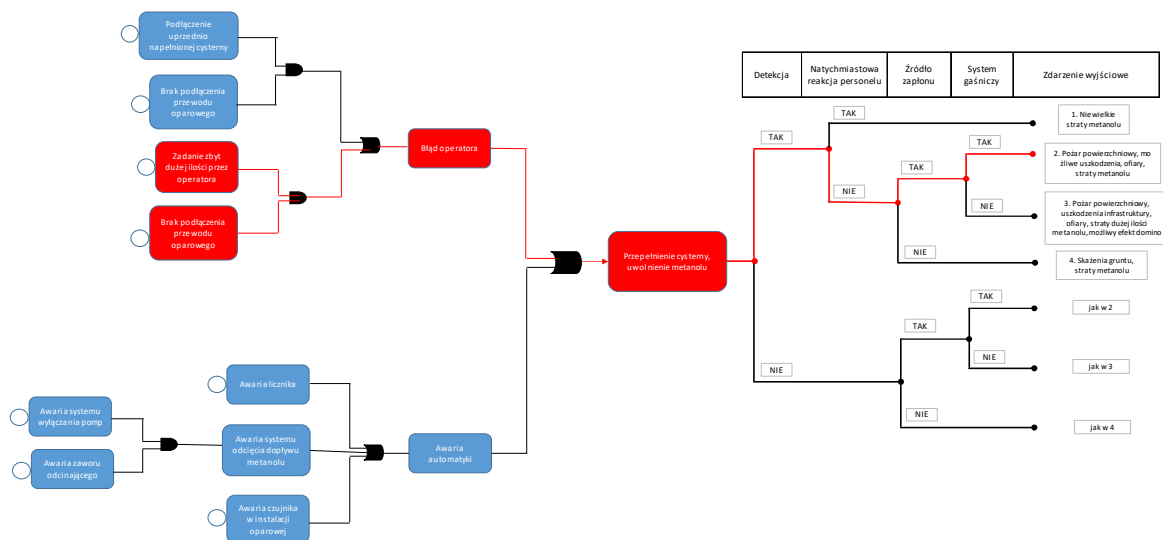 Podłączenie
uprzednio
napełnionej cysterny
Brak podłączenia
przewodu
oparowego
Zadanie zbyt
dużej ilości przez
operatora
Brak podłączenia
przewodu
oparowego
Błąd operatora
Przepełnienie cysterny,
uwolnienie metanolu
Awaria systemu
wyłączania pomp
Awaria zaworu
odcinającego
Awaria licznika
Awaria systemu
odcięcia dopływu
metanolu
Awaria czujnika
w instalacji
oparowej
Awaria
automatyki
Detekcja
Natychmiastowa
reakcja personelu
Źródło
zapłonu
System
gaśniczy
Zdarzenie wyjściowe
TAK
TAK
NIE
TAK
TAK
NIE
NIE
NIE
TAK
TAK
NIE
NIE
1. Niewielkie
straty metanolu
2. Pożar powierzchniowy, mo
żliwe uszkodzenia, ofiary,
straty metanolu
3. Pożar powierzchniowy,
uszkodzenia infrastruktury,
ofiary, straty dużej ilości
metanolu, możliwy efekt domino
4. Skażenia gruntu,
straty metanolu
jak w 2
jak w 3
jak w 4